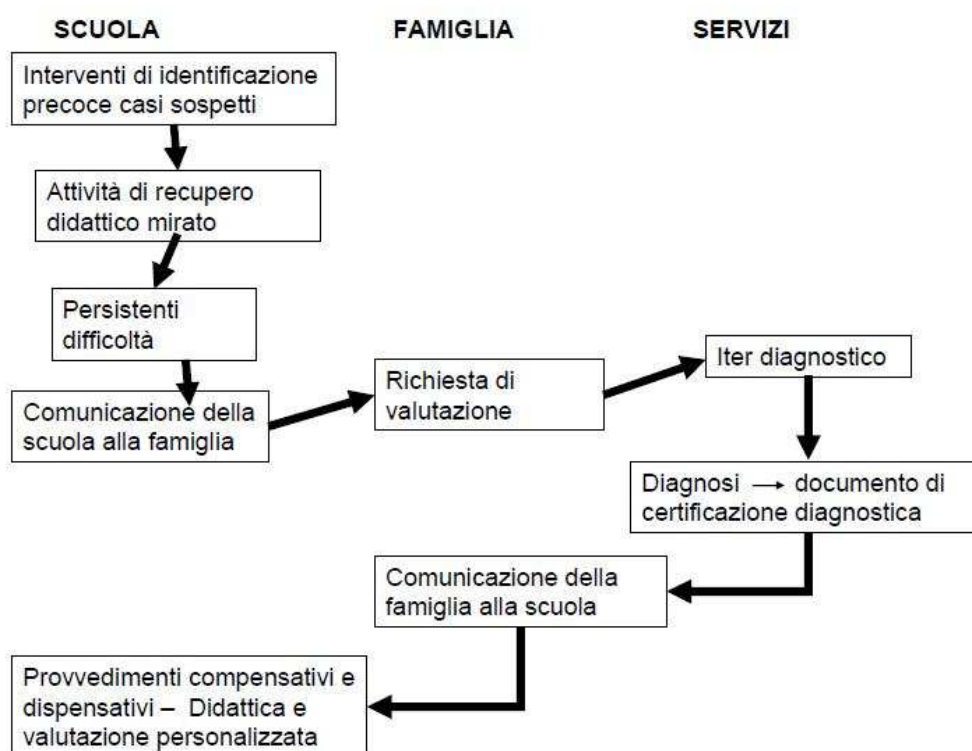 SCUOLA FAMIGLIA SERVIZI
Interventi di identificazione
precoce casi sospetti
Attività di recupero
didattico mirato
Persistenti
difficoltà
Comunicazione della
scuola alla famiglia
Richiesta di
valutazione
Iter diagnostico
Diagnosi → documento di
certificazione diagnostica
Comunicazione della
famiglia alla scuola
Provvedimenti compensativi e
dispensativi – Didattica e
valutazione personalizzata